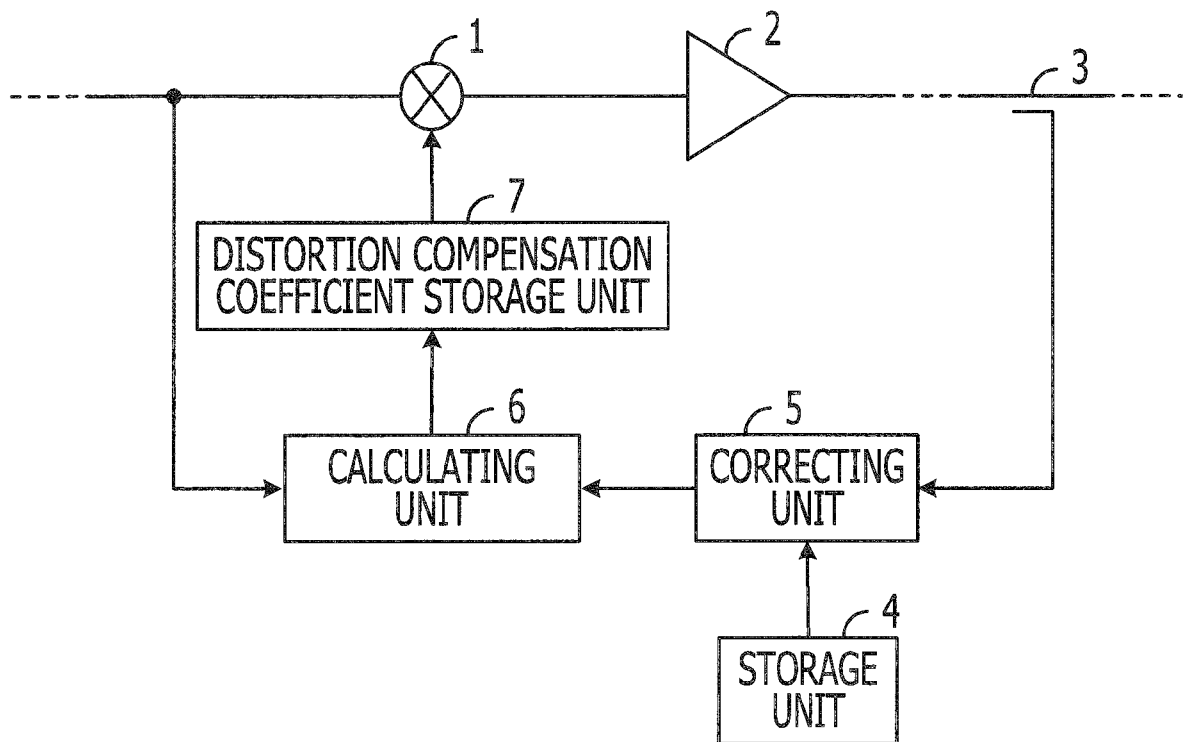 1
2
3
7
DISTORTION COMPENSATION
COEFFICIENT STORAGE UNIT
6
CALCULATING
UNIT
5
CORRECTING
UNIT
4
STORAGE
UNIT